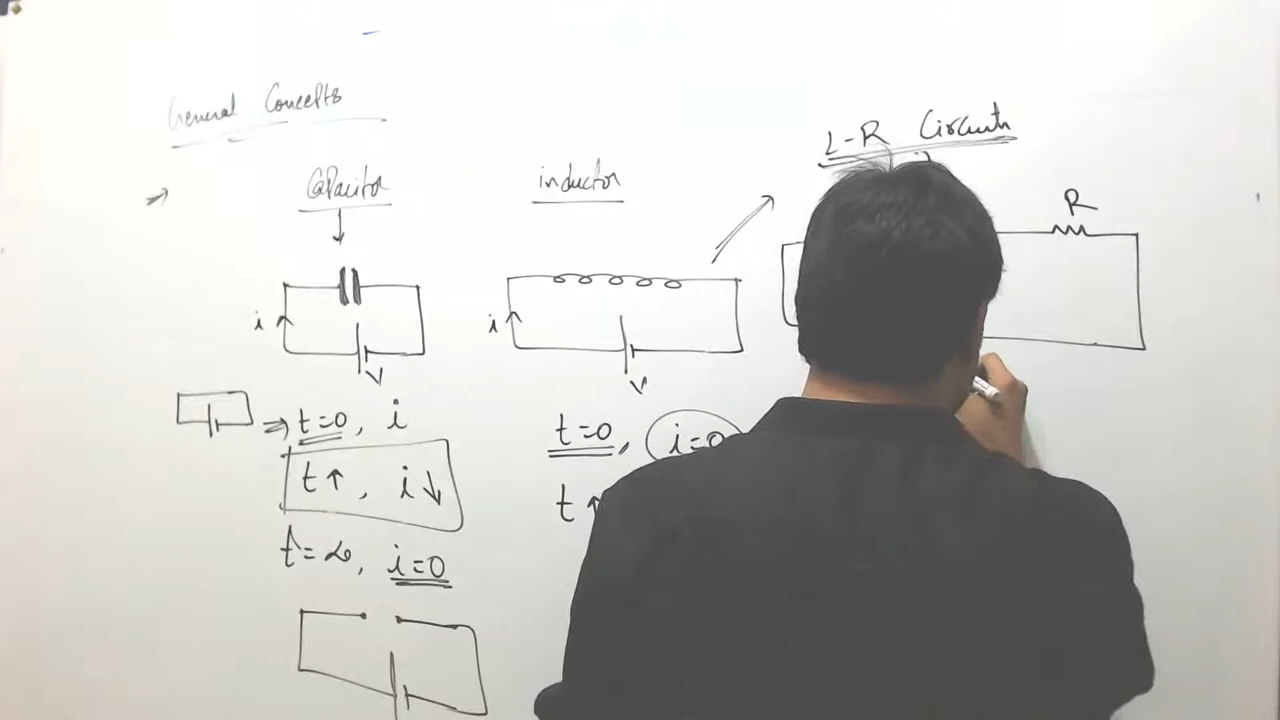 General Concepts
Capacitor
i
V
t=0, i
t↑, i↓
t=∞, i=0
inductor
i
V
t=0, i=0
t↑
L-R Circuits
R